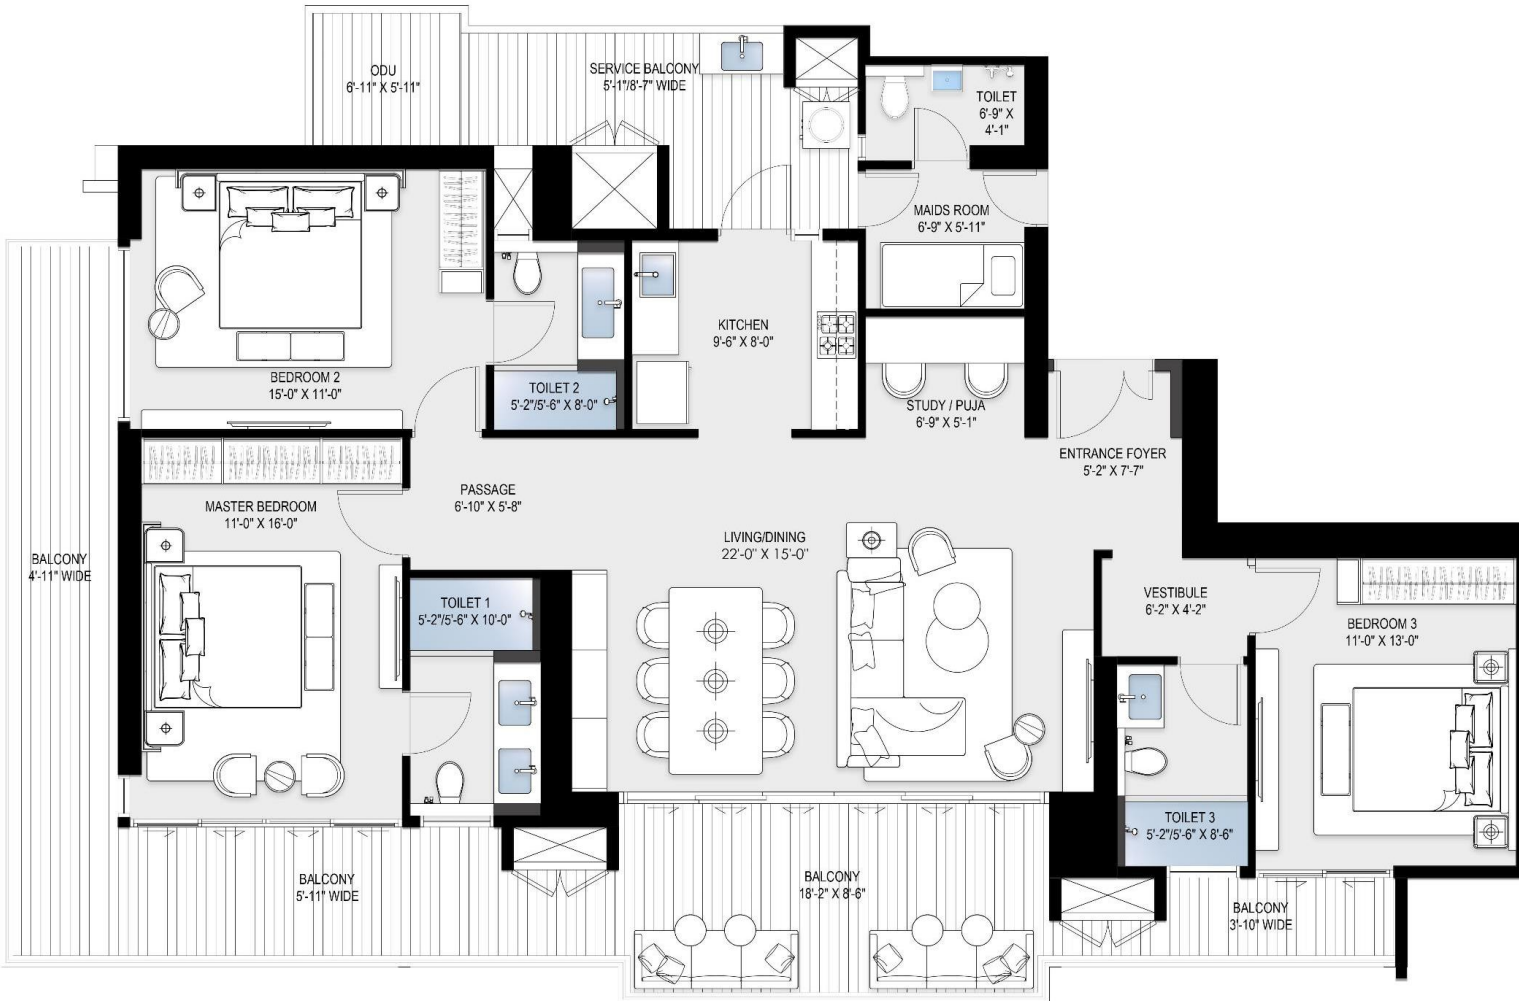 ODU
6'-11" X 5'-11"
SERVICE BALCONY
5'-1"/8'-7" WIDE
TOILET
6'-9" X
4'-1"
MAIDS ROOM
6'-9" X 5'-11"
KITCHEN
9'-6" X 8'-0"
BEDROOM 2
15'-0" X 11'-0"
TOILET 2
5'-2"/5'-6" X 8'-0"
STUDY / PUJA
6'-9" X 5'-1"
ENTRANCE FOYER
5'-2" X 7'-7"
MASTER BEDROOM
11'-0" X 16'-0"
PASSAGE
6'-10" X 5'-8"
LIVING/DINING
22'-0" X 15'-0"
BALCONY
4'-11" WIDE
TOILET 1
5'-2"/5'-6" X 10'-0"
VESTIBULE
6'-2" X 4'-2"
BEDROOM 3
11'-0" X 13'-0"
TOILET 3
5'-2"/5'-6" X 8'-6"
BALCONY
5'-11" WIDE
BALCONY
18'-2" X 8'-6"
BALCONY
3'-10" WIDE